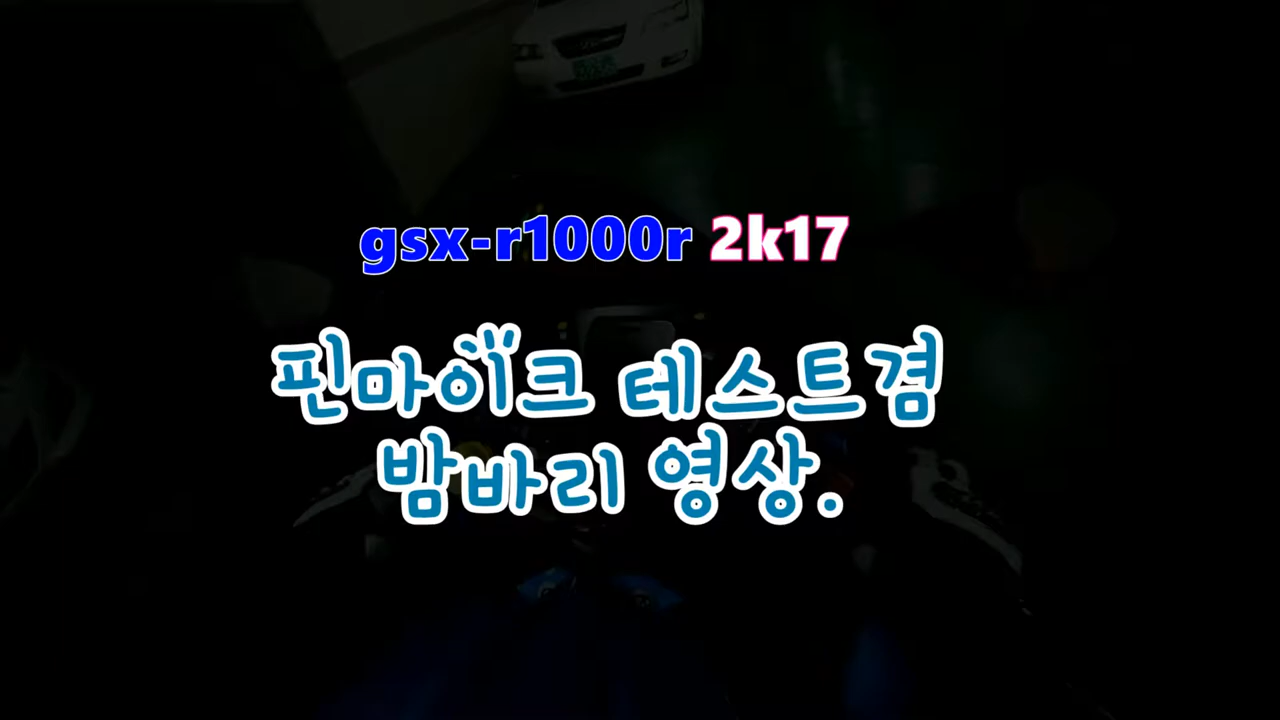 gsx-r1000r 2k17
핀마이크 테스트겸
밤바리 영상.